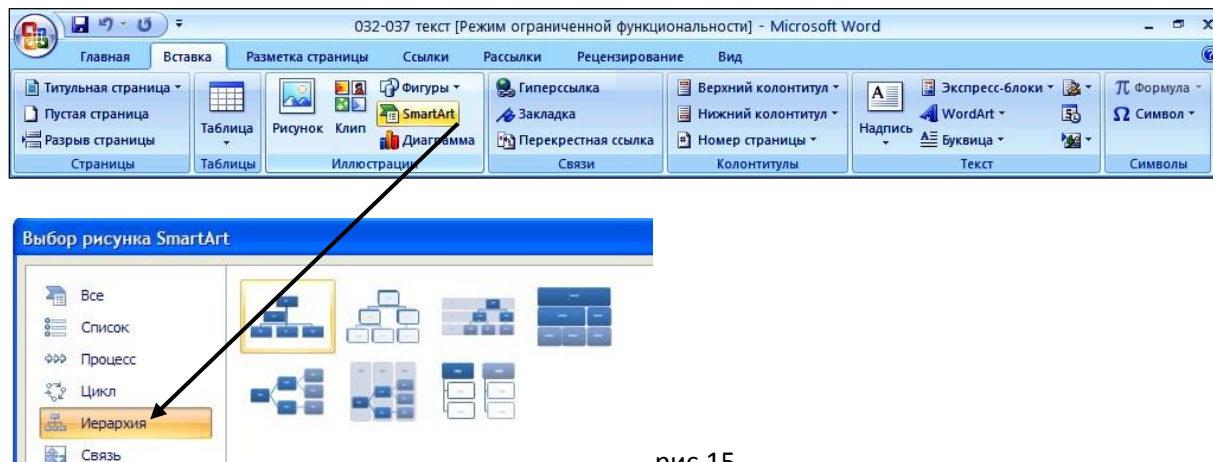 032-037 текст [Режим ограниченной функциональности] - Microsoft Word
Главная Вставка Разметка страницы Ссылки Рассылки Рецензирование Вид
Титульная страница
Пустая страница
Разрыв страницы
Страницы
Таблица
Таблицы
Рисунок
Клип
Фигуры
SmartArt
Диаграмма
Иллюстрации
Гиперссылка
Закладка
Перекрестная ссылка
Связи
Верхний колонтитул
Нижний колонтитул
Номер страницы
Колонтитулы
Надпись
Экспресс-блоки
WordArt
Буквица
Текст
π Формула
Ω Символ
Символы
Выбор рисунка SmartArt
Все
Список
Процесс
Цикл
Иерархия
Связь
рис 15